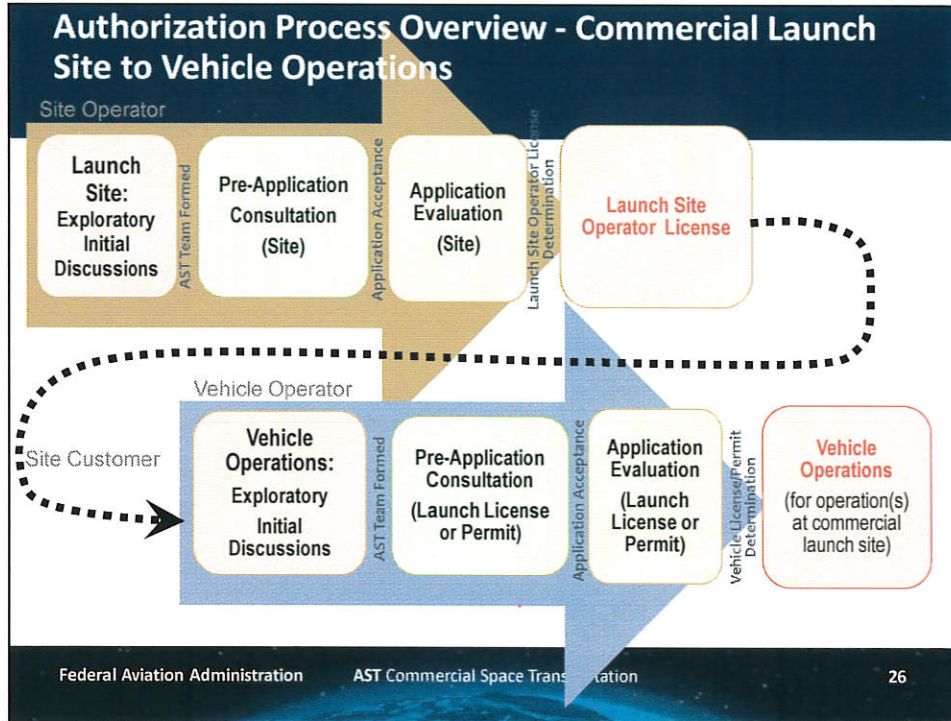 Authorization Process Overview - Commercial Launch
Site to Vehicle Operations
Site Operator
Launch
Site:
Exploratory
Initial
Discussions
AST Team Formed
Pre-Application
Consultation
(Site)
Application Acceptance
Application
Evaluation
(Site)
Launch Site Operator License
Determination
Launch Site
Operator License
Vehicle Operator
Site Customer
Vehicle
Operations:
Exploratory
Initial
Discussions
AST Team Formed
Pre-Application
Consultation
(Launch License
or Permit)
Application Acceptance
Application
Evaluation
(Launch
License or
Permit)
Vehicle License/Permit
Determination
Vehicle
Operations
(for operation(s)
at commercial
launch site)
Federal Aviation Administration
AST Commercial Space Trans tation
26